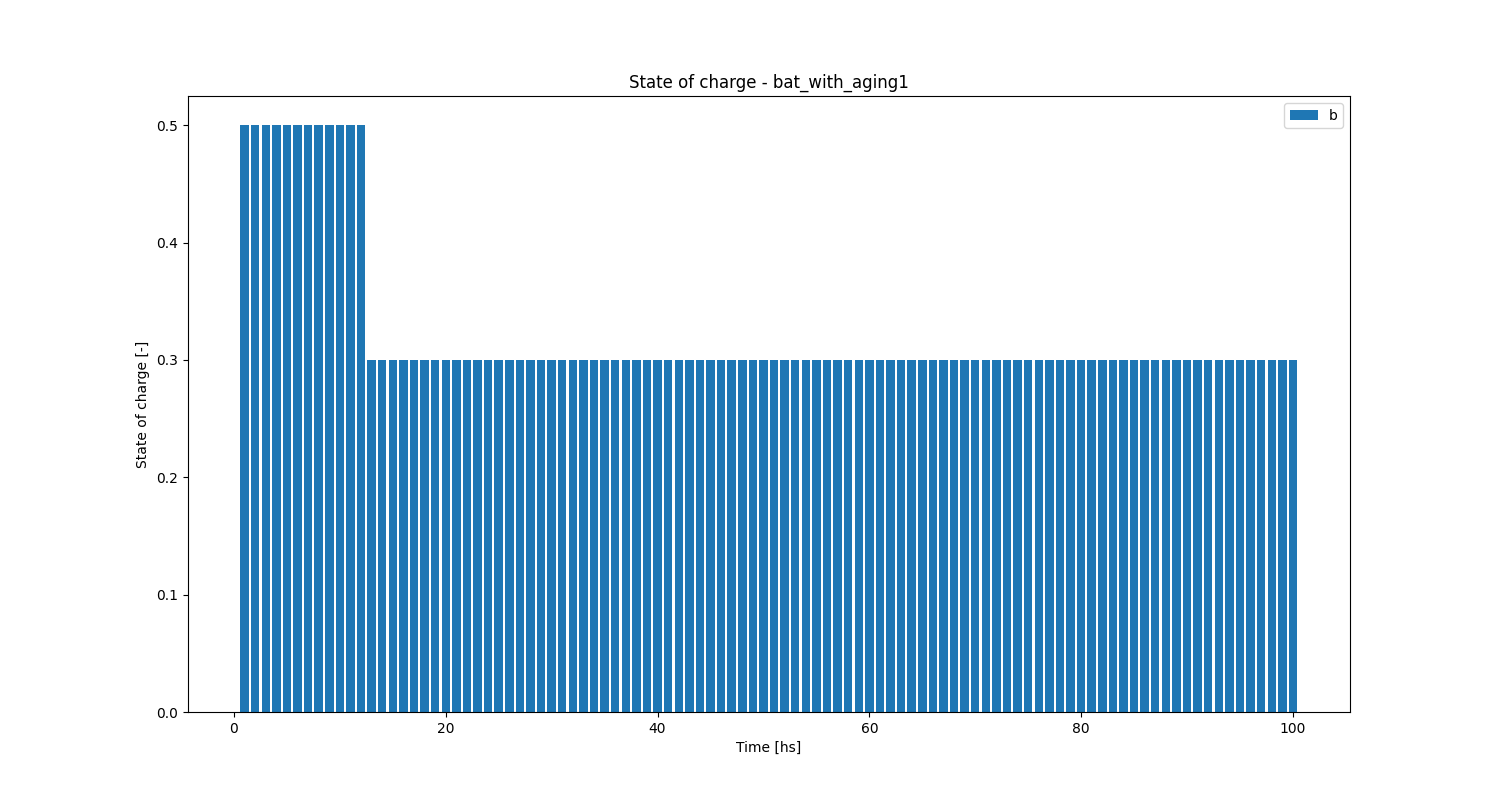 State of charge - bat_with_aging1
b
0.5
0.4
0.3
0.2
0.1
0.0
State of charge [-]
0 20 40 60 80 100
Time [hs]